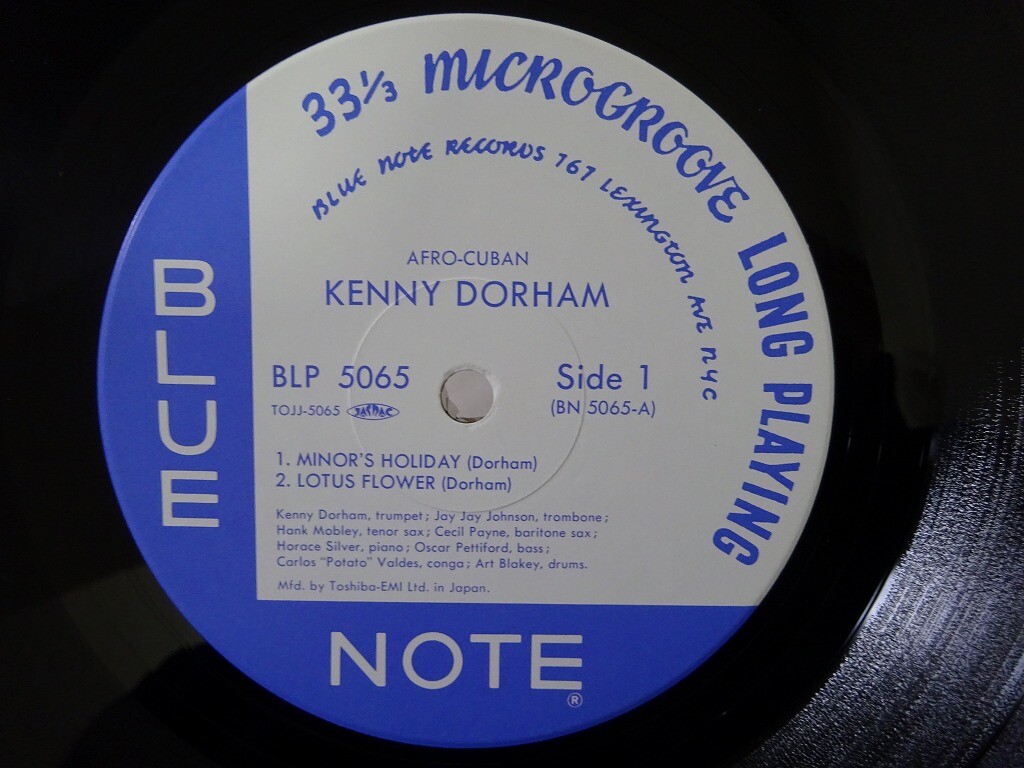 33⅓ MICROGROOVE LONG PLAYING
BLUE NOTE RECORDS 767 LEXINGTON AVE NYC
AFRO-CUBAN
KENNY DORHAM
BLP 5065
Side 1
TOJJ-5065 JASRAC
(BN 5065-A)
1. MINOR'S HOLIDAY (Dorham)
2. LOTUS FLOWER (Dorham)
Kenny Dorham, trumpet; Jay Jay Johnson, trombone;
Hank Mobley, tenor sax; Cecil Payne, baritone sax;
Horace Silver, piano; Oscar Pettiford, bass;
Carlos "Potato" Valdes, conga; Art Blakey, drums.
Mfd. by Toshiba-EMI Ltd. in Japan.
BLUE
NOTE®